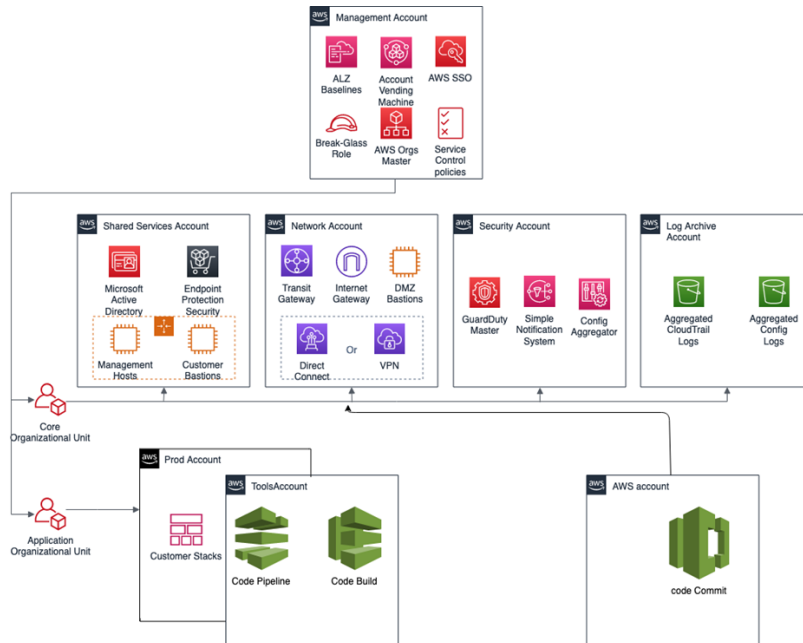 aws
Management Account
ALZ
Baselines
Account
Vending
Machine
AWS SSO
Break-Glass
Role
AWS Orgs
Master
Service
Control
policies
aws
Shared Services Account
Microsoft
Active
Directory
Endpoint
Protection
Security
Management
Hosts
Customer
Bastions
aws
Network Account
Transit
Gateway
Internet
Gateway
DMZ
Bastions
Direct
Connect
Or
VPN
aws
Security Account
GuardDuty
Master
Simple
Notification
System
Config
Aggregator
aws
Log Archive
Account
Aggregated
CloudTrail
Logs
Aggregated
Config
Logs
Core
Organizational Unit
Application
Organizational Unit
aws
Prod Account
Customer Stacks
aws
ToolsAccount
Code Pipeline
Code Build
aws
AWS account
code Commit